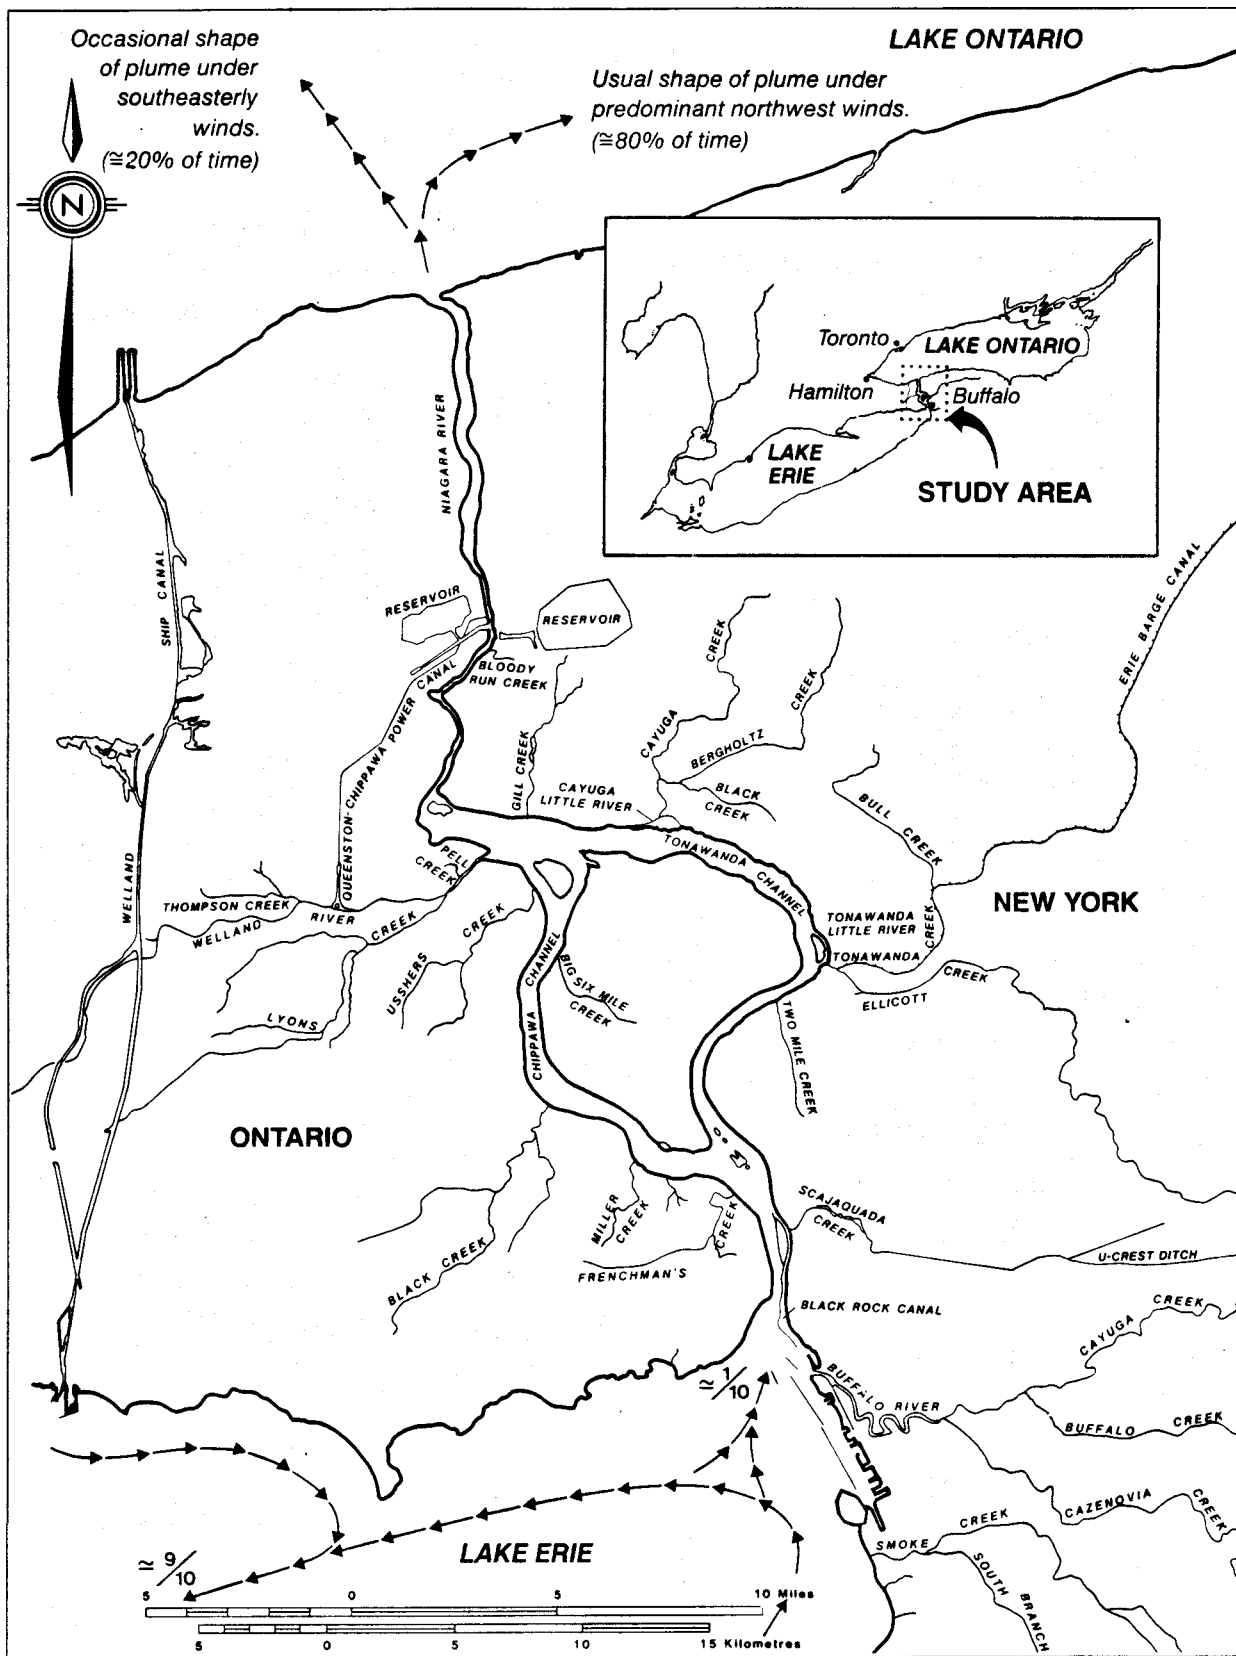 Occasional shape
of plume under
southeasterly
winds.
(≅20% of time)
LAKE ONTARIO
Usual shape of plume under
predominant northwest winds.
(≅80% of time)
N
Toronto
LAKE ONTARIO
Hamilton
Buffalo
LAKE
ERIE
STUDY AREA
NIAGARA RIVER
SHIP CANAL
WELLAND
RESERVOIR
RESERVOIR
BLOODY
RUN CREEK
QUEENSTON-CHIPPAWA POWER CANAL
GILL CREEK
CAYUGA
CREEK
BERGHOLTZ
CREEK
BLACK
CREEK
CAYUGA
LITTLE RIVER
BULL CREEK
ERIE BARGE CANAL
TONAWANDA CHANNEL
PELL
CREEK
THOMPSON CREEK
WELLAND
RIVER
LYONS
CREEK
USSHERS
CREEK
CHIPPAWA
CHANNEL
BIG SIX MILE
CREEK
NEW YORK
TONAWANDA
LITTLE RIVER
TONAWANDA
CREEK
ELLICOTT
CREEK
TWO MILE CREEK
ONTARIO
BLACK CREEK
MILLER
CREEK
FRENCHMAN'S
CREEK
SCAJAQUADA
CREEK
U-CREST DITCH
BLACK ROCK CANAL
CAYUGA
CREEK
≃ 1/10
BUFFALO RIVER
BUFFALO
CREEK
CAZENOVIA
CREEK
SMOKE
CREEK
SOUTH
BRANCH
LAKE ERIE
≃ 9/10
5 0 5 10 Miles
5 0 5 10 15 Kilometres